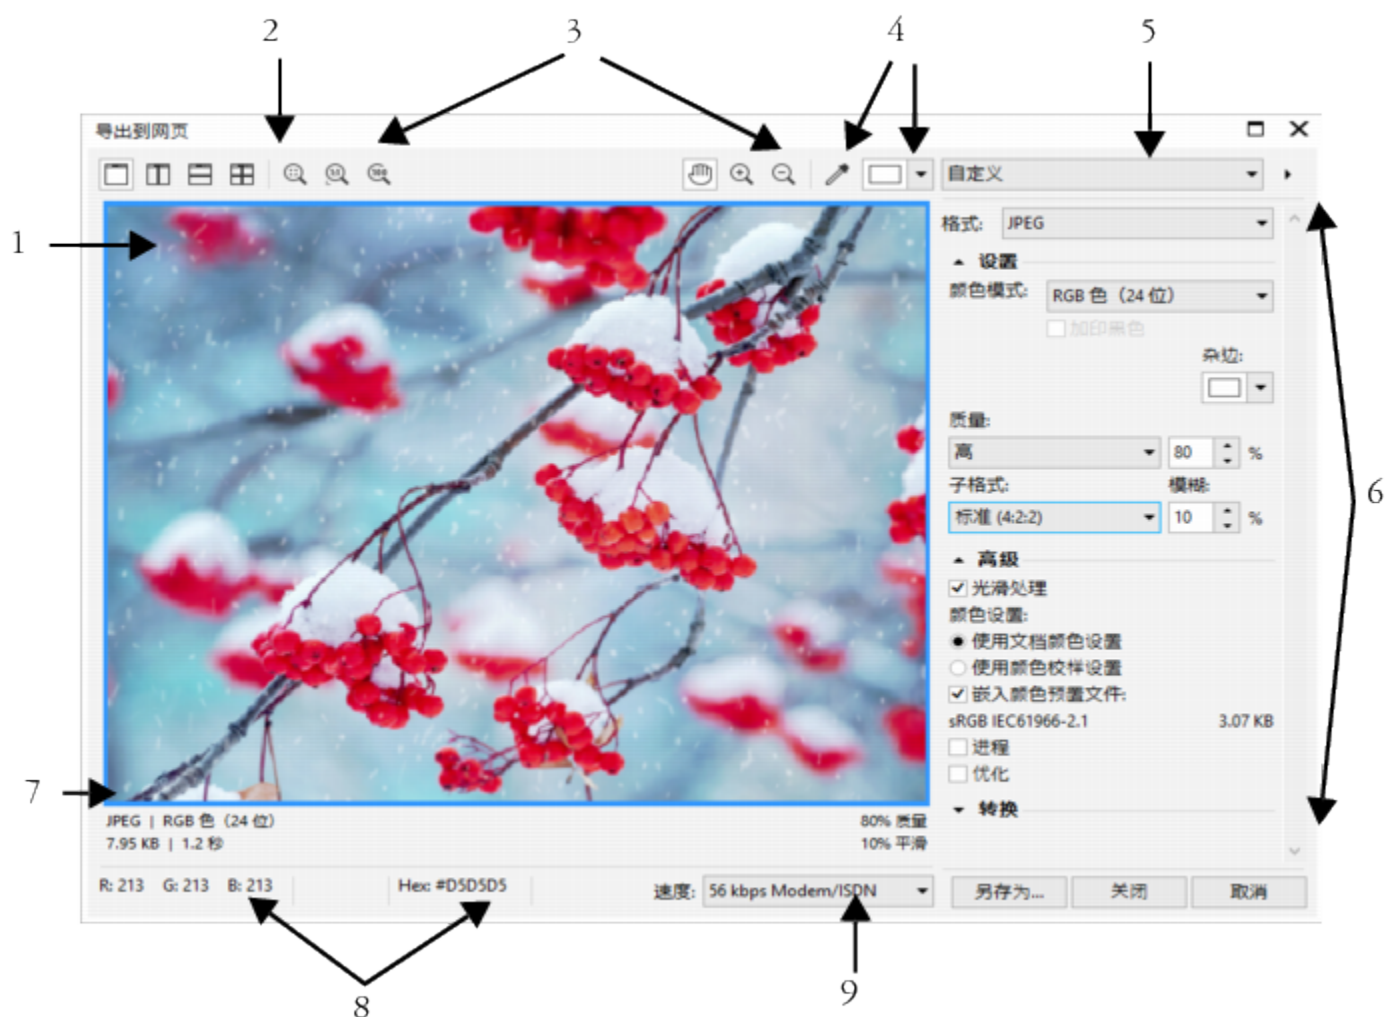 2
3
4
5
导出到网页
自定义
1
格式: JPEG
设置
颜色模式: RGB 色（24 位）
加印黑色
杂边:
质量:
高 80 %
6
子格式: 模糊:
标准 (4:2:2) 10 %
高级
光滑处理
颜色设置:
使用文档颜色设置
使用颜色校样设置
嵌入颜色预置文件:
sRGB IEC61966-2.1 3.07 KB
进程
优化
7
转换
JPEG | RGB 色（24 位） 80% 质量
7.95 KB | 1.2 秒 10% 平滑
R: 213 G: 213 B: 213 Hex: #D5D5D5 速度: 56 kbps Modem/ISDN 另存为... 关闭 取消
8
9